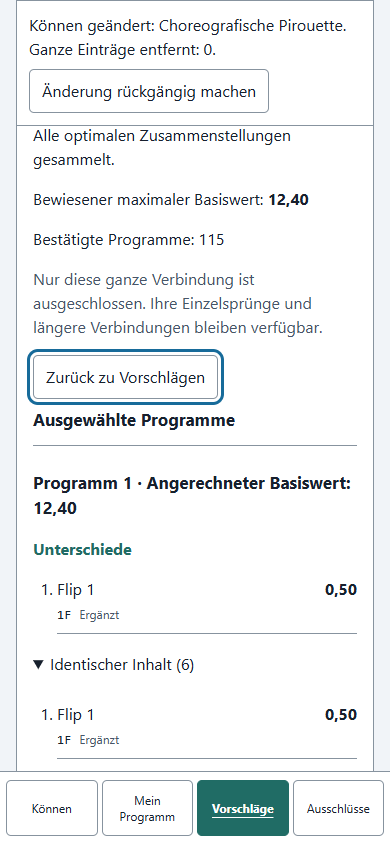 Können geändert: Choreografische Pirouette.
Ganze Einträge entfernt: 0.
Änderung rückgängig machen
Alle optimalen Zusammenstellungen
gesammelt.
Bewiesener maximaler Basiswert: 12,40
Bestätigte Programme: 115
Nur diese ganze Verbindung ist
ausgeschlossen. Ihre Einzelsprünge und
längere Verbindungen bleiben verfügbar.
Zurück zu Vorschlägen
Ausgewählte Programme
Programm 1 · Angerechneter Basiswert:
12,40
Unterschiede
1. Flip 1 0,50
1F Ergänzt
▼ Identischer Inhalt (6)
1. Flip 1 0,50
1F Ergänzt
Können
Mein
Programm
Vorschläge
Ausschlüsse